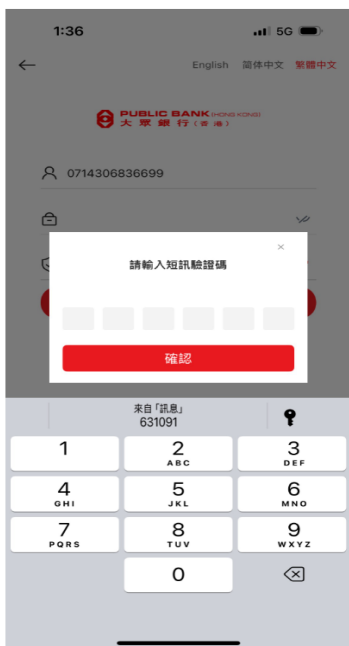 1:36
5G
English 简体中文 繁體中文
PUBLIC BANK (HONG KONG)
大眾銀行(香港)
0714306836699
請輸入短訊驗證碼
確認
來自「訊息」
631091
1
2
ABC
3
DEF
4
GHI
5
JKL
6
MNO
7
PQRS
8
TUV
9
WXYZ
0